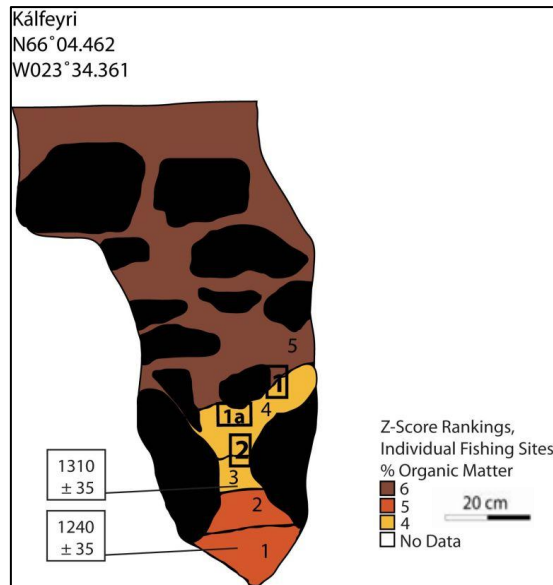 Kálfeyri
N66°04.462
W023°34.361
5
1
4
1a
2
3
1310
± 35
2
1240
± 35
1
Z-Score Rankings,
Individual Fishing Sites
% Organic Matter
6
5
4
No Data
20 cm